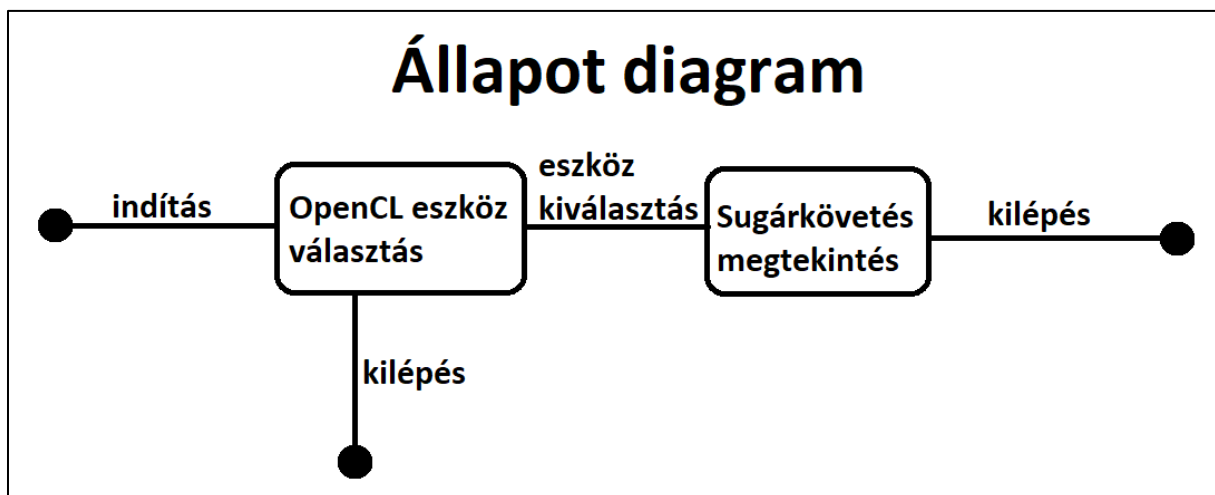 Állapot diagram
indítás
OpenCL eszköz
választás
eszköz
kiválasztás
Sugárkövetés
megtekintés
kilépés
kilépés